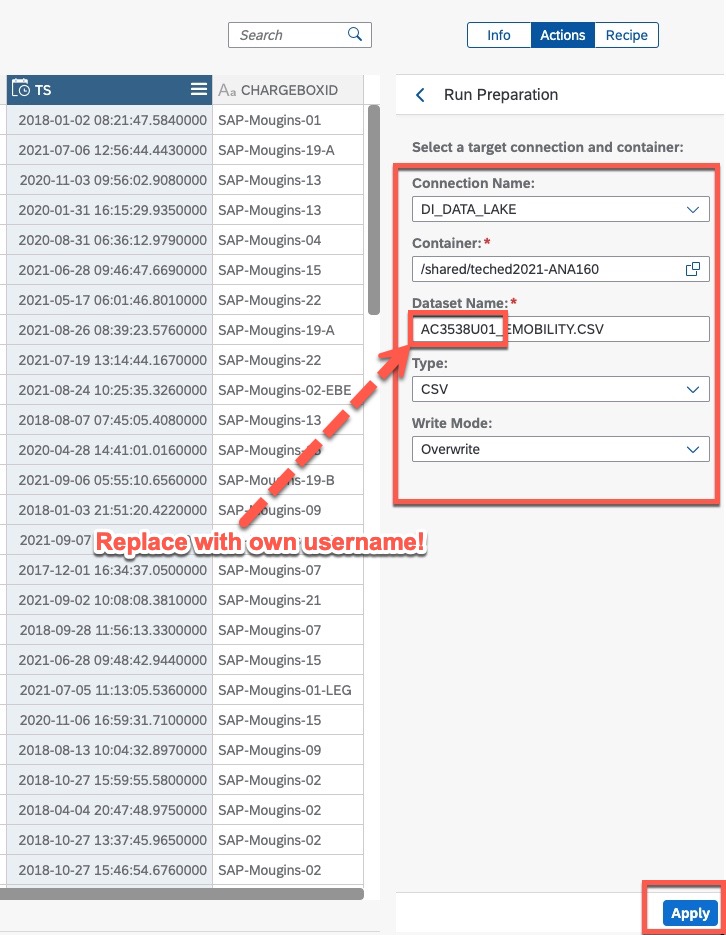 Search
Info
Actions
Recipe
TS
Aa CHARGEBOXID
2018-01-02 08:21:47.5840000 SAP-Mougins-01
2021-07-06 12:56:44.4430000 SAP-Mougins-19-A
2020-11-03 09:56:02.9080000 SAP-Mougins-13
2020-01-31 16:15:29.9350000 SAP-Mougins-13
2020-08-31 06:36:12.9790000 SAP-Mougins-04
2021-06-28 09:46:47.6690000 SAP-Mougins-15
2021-05-17 06:01:46.8010000 SAP-Mougins-22
2021-08-26 08:39:23.5760000 SAP-Mougins-19-A
2021-07-19 13:14:44.1670000 SAP-Mougins-22
2021-08-24 10:25:35.3260000 SAP-Mougins-02-EBE
2018-08-07 07:45:05.4080000 SAP-Mougins-13
2020-04-28 14:41:01.0160000 SAP-Mougins-
2021-09-06 05:55:10.6560000 SAP-Mougins-19-B
2018-01-03 21:51:20.4220000 SAP-Mougins-09
2021-09-07
Replace with own username!
2017-12-01 16:34:37.0500000 SAP-Mougins-07
2021-09-02 10:08:08.3810000 SAP-Mougins-21
2018-09-28 11:56:13.3300000 SAP-Mougins-07
2021-06-28 09:48:42.9440000 SAP-Mougins-15
2021-07-05 11:13:05.5360000 SAP-Mougins-01-LEG
2020-11-06 16:59:31.7100000 SAP-Mougins-15
2018-08-13 10:04:32.8970000 SAP-Mougins-09
2018-10-27 15:59:55.5800000 SAP-Mougins-02
2018-04-04 20:47:48.9750000 SAP-Mougins-02
2018-10-27 13:37:45.9650000 SAP-Mougins-02
2018-10-27 15:46:54.6760000 SAP-Mougins-02
Run Preparation
Select a target connection and container:
Connection Name:
DI_DATA_LAKE
Container:*
/shared/teched2021-ANA160
Dataset Name:*
AC3538U01_EMOBILITY.CSV
Type:
CSV
Write Mode:
Overwrite
Apply